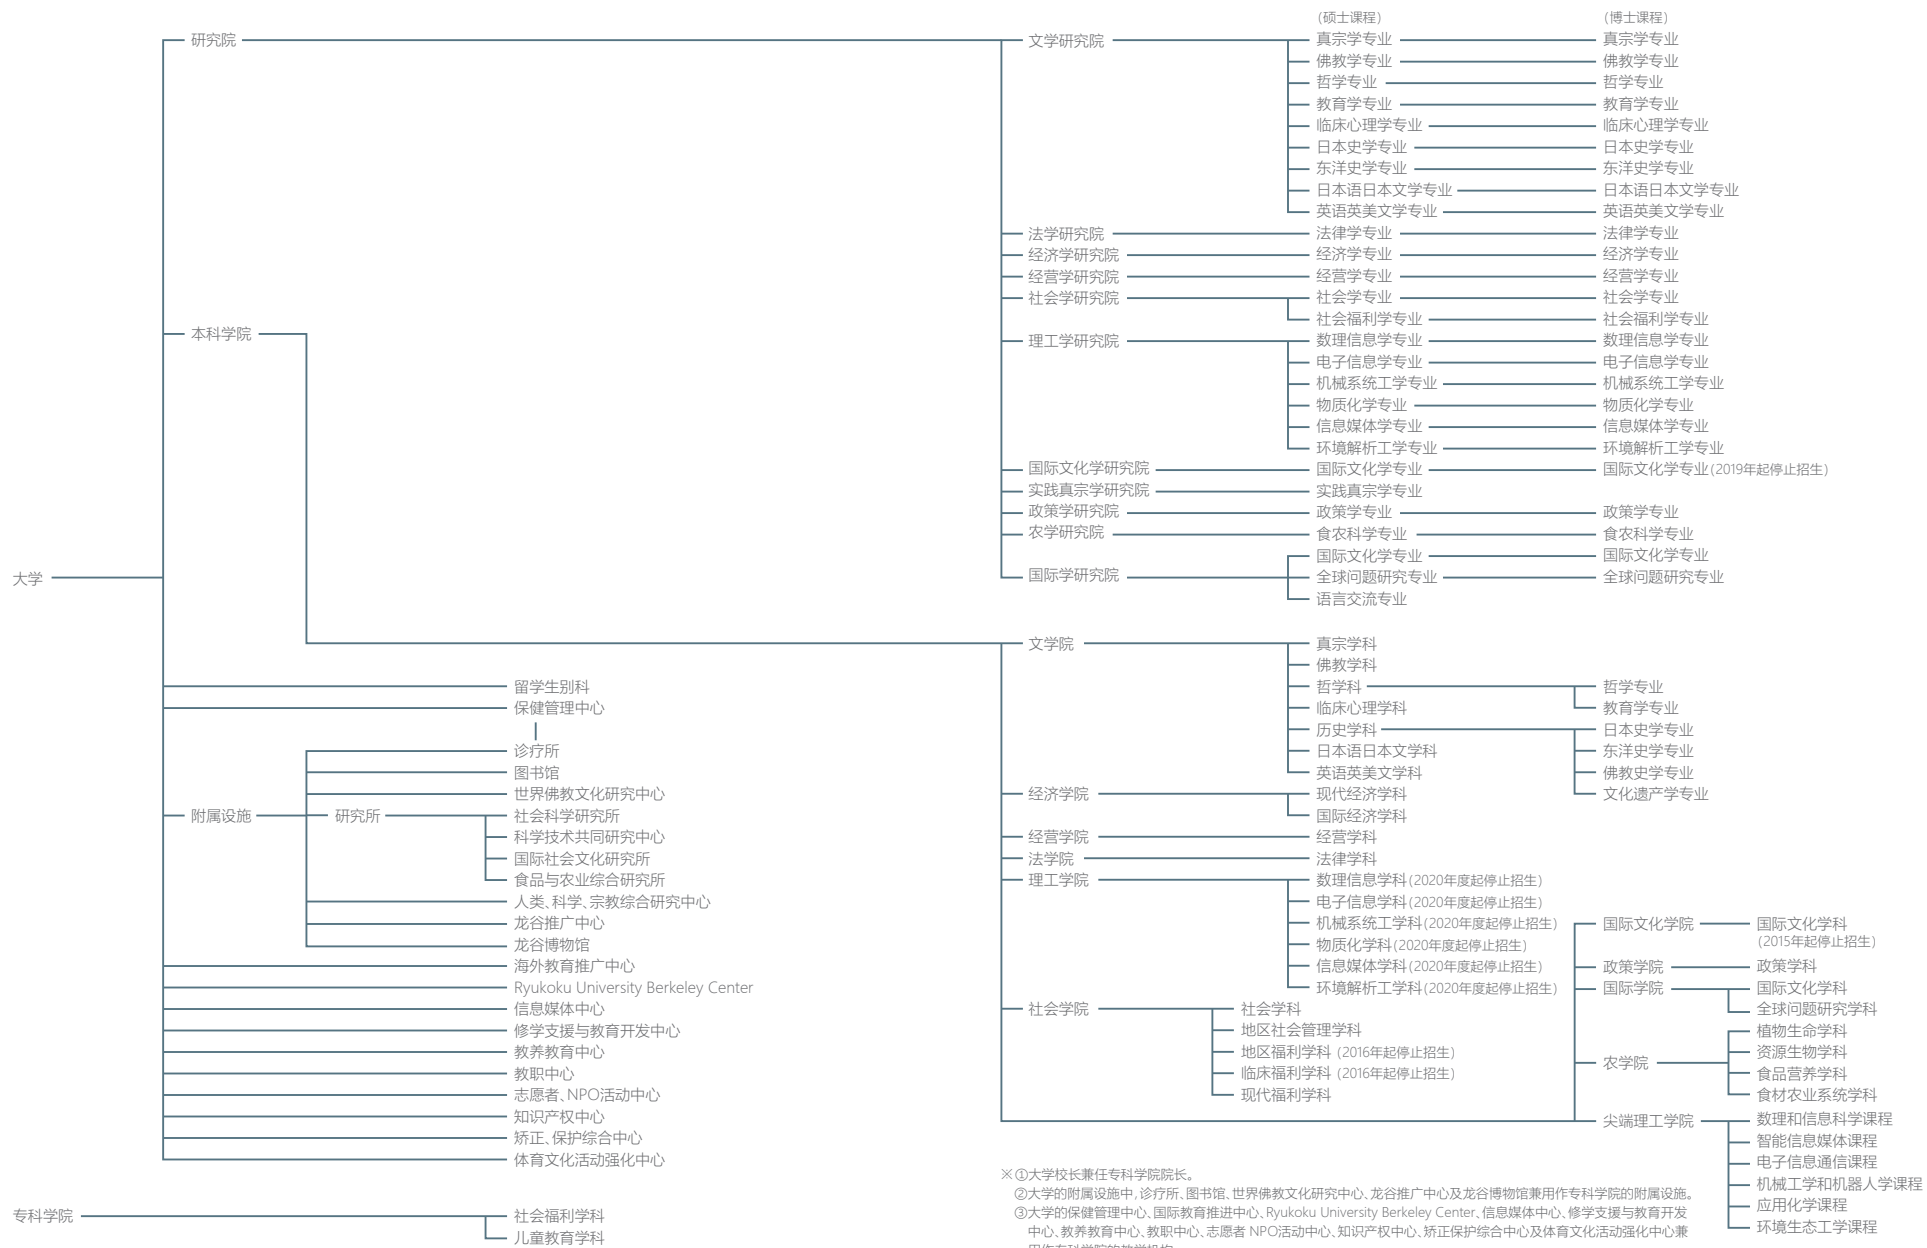 (硕士课程) (博士课程)
研究院 文学研究院 真宗学专业 真宗学专业
佛教学专业 佛教学专业
哲学专业 哲学专业
教育学专业 教育学专业
临床心理学专业 临床心理学专业
日本史学专业 日本史学专业
东洋史学专业 东洋史学专业
日本语日本文学专业 日本语日本文学专业
英语英美文学专业 英语英美文学专业
法学研究院 法律学专业 法律学专业
经济学研究院 经济学专业 经济学专业
经营学研究院 经营学专业 经营学专业
社会学研究院 社会学专业 社会学专业
社会福利学专业 社会福利学专业
本科学院 理工学研究院 数理信息学专业 数理信息学专业
电子信息学专业 电子信息学专业
机械系统工学专业 机械系统工学专业
物质化学专业 物质化学专业
信息媒体学专业 信息媒体学专业
环境解析工学专业 环境解析工学专业
国际文化学研究院 国际文化学专业 国际文化学专业(2019年起停止招生)
实践真宗学研究院 实践真宗学专业
政策学研究院 政策学专业 政策学专业
农学研究院 食农科学专业 食农科学专业
国际文化学专业 国际文化学专业
大学 国际学研究院 全球问题研究专业 全球问题研究专业
语言交流专业
文学院 真宗学科
佛教学科
留学生别科 哲学科 哲学专业
保健管理中心 临床心理学科 教育学专业
历史学科 日本史学专业
诊疗所 日本语日本文学科 东洋史学专业
图书馆 英语英美文学科 佛教史学专业
世界佛教文化研究中心 经济学院 现代经济学科 文化遗产学专业
附属设施 研究所 社会科学研究所 国际经济学科
科学技术共同研究中心 经营学院 经营学科
国际社会文化研究所 法学院 法律学科
食品与农业综合研究所 理工学院 数理信息学科(2020年度起停止招生)
人类、科学、宗教综合研究中心 电子信息学科(2020年度起停止招生)
龙谷推广中心 机械系统工学科(2020年度起停止招生) 国际文化学院 国际文化学科
(2015年起停止招生)
龙谷博物馆 物质化学科(2020年度起停止招生)
海外教育推广中心 信息媒体学科(2020年度起停止招生) 政策学院 政策学科
Ryukoku University Berkeley Center 环境解析工学科(2020年度起停止招生) 国际学院 国际文化学科
信息媒体中心 社会学院 社会学科 全球问题研究学科
修学支援与教育开发中心 地区社会管理学科 植物生命学科
教养教育中心 地区福利学科 (2016年起停止招生) 资源生物学科
农学院
教职中心 临床福利学科 (2016年起停止招生) 食品营养学科
志愿者、NPO活动中心 现代福利学科 食材农业系统学科
知识产权中心 尖端理工学院 数理和信息科学课程
矫正、保护综合中心 智能信息媒体课程
体育文化活动强化中心 电子信息通信课程
※①大学校长兼任专科学院院长。 机械工学和机器人学课程
②大学的附属设施中,诊疗所、图书馆、世界佛教文化研究中心、龙谷推广中心及龙谷博物馆兼用作专科学院的附属设施。 应用化学课程
专科学院 社会福利学科 ③大学的保健管理中心、国际教育推进中心、Ryukoku University Berkeley Center、信息媒体中心、修学支援与教育开发
中心、教养教育中心、教职中心、志愿者 NPO活动中心、知识产权中心、矫正保护综合中心及体育文化活动强化中心兼 环境生态工学课程
儿童教育学科